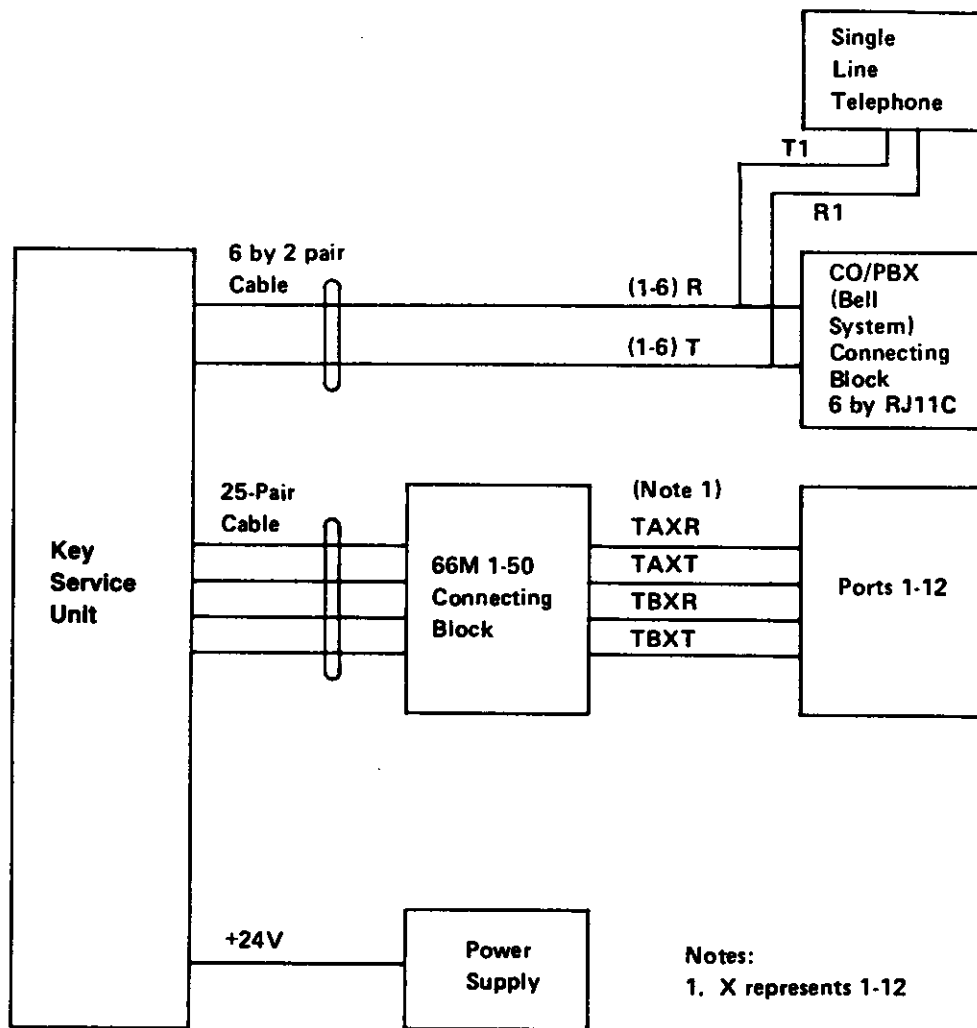 Single
Line
Telephone
T1
R1
6 by 2 pair
Cable
(1-6) R
(1-6) T
CO/PBX
(Bell
System)
Connecting
Block
6 by RJ11C
25-Pair
Cable
Key
Service
Unit
66M 1-50
Connecting
Block
(Note 1)
TAXR
TAXT
TBXR
TBXT
Ports 1-12
+24V
Power
Supply
Notes:
1. X represents 1-12